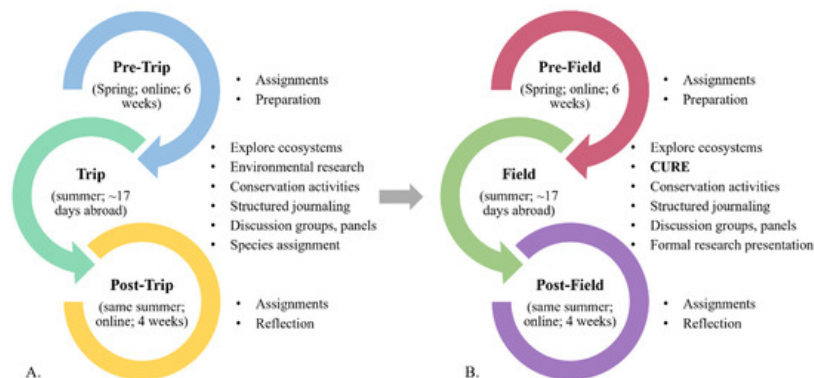 Pre-Trip
(Spring; online; 6
weeks)
• Assignments
• Preparation
Trip
(summer; ~17
days abroad)
• Explore ecosystems
• Environmental research
• Conservation activities
• Structured journaling
• Discussion groups, panels
• Species assignment
Post-Trip
(same summer;
online; 4 weeks)
• Assignments
• Reflection
A.
Pre-Field
(Spring; online; 6
weeks)
• Assignments
• Preparation
Field
(summer; ~17
days abroad)
• Explore ecosystems
• CURE
• Conservation activities
• Structured journaling
• Discussion groups, panels
• Formal research presentation
Post-Field
(same summer;
online; 4 weeks)
• Assignments
• Reflection
B.